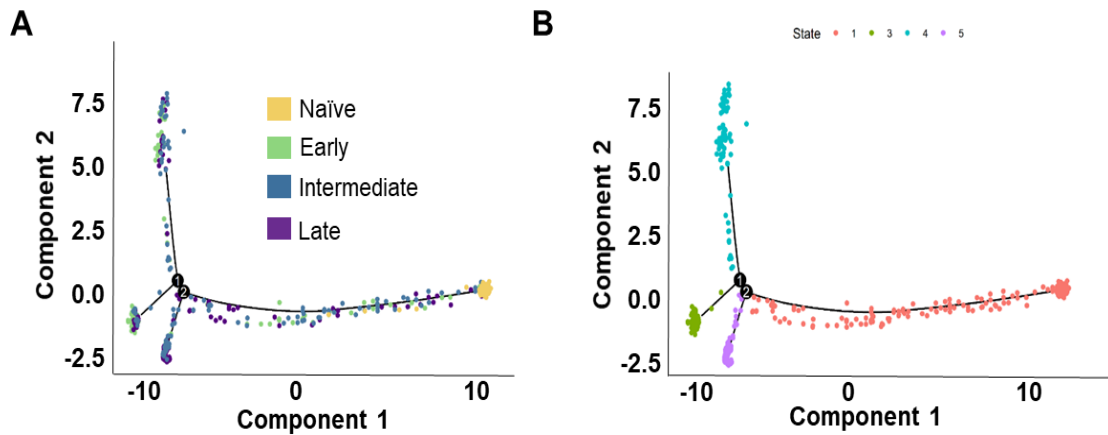 A
7.5
5.0
2.5
0.0
-2.5
Component 2
Naïve
Early
Intermediate
Late
1
2
-10 0 10
Component 1
B
State 1 3 4 5
7.5
5.0
2.5
0.0
-2.5
Component 2
1
2
-10 0 10
Component 1